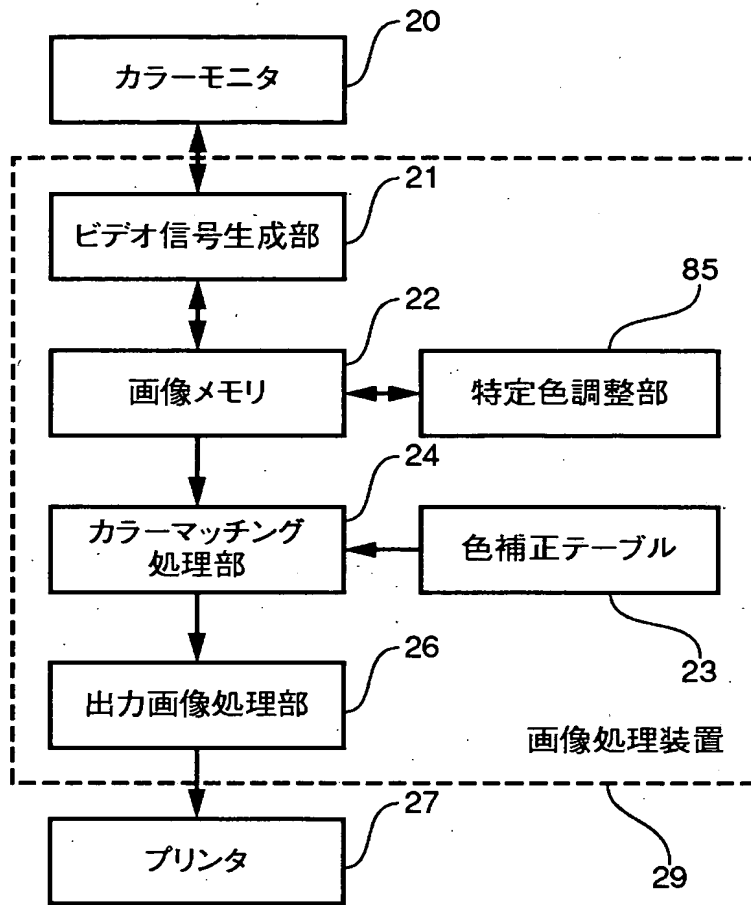 20
カラーモニタ
21
ビデオ信号生成部
85
22
画像メモリ
特定色調整部
24
カラーマッチング
処理部
色補正テーブル
23
26
出力画像処理部
画像処理装置
27
プリンタ
29